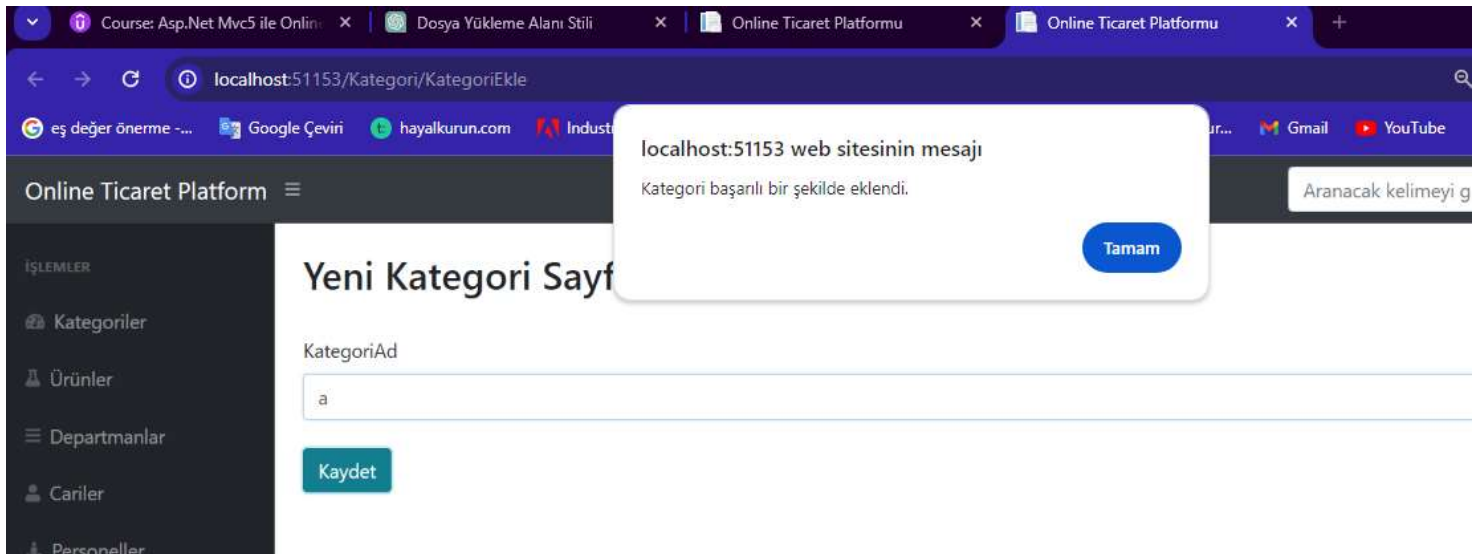 Course: Asp.Net Mvc5 ile Onlin
Dosya Yükleme Alanı Stili
Online Ticaret Platformu
Online Ticaret Platformu
localhost:51153/Kategori/KategoriEkle
eş değer önerme -...
Google Çeviri
hayalkurun.com
Indust
ur...
Gmail
YouTube
localhost:51153 web sitesinin mesajı
Kategori başarılı bir şekilde eklendi.
Tamam
Online Ticaret Platform
Aranacak kelimeyi g
İŞLEMLER
Kategoriler
Ürünler
Departmanlar
Cariler
Personeller
Yeni Kategori Sayf
KategoriAd
a
Kaydet